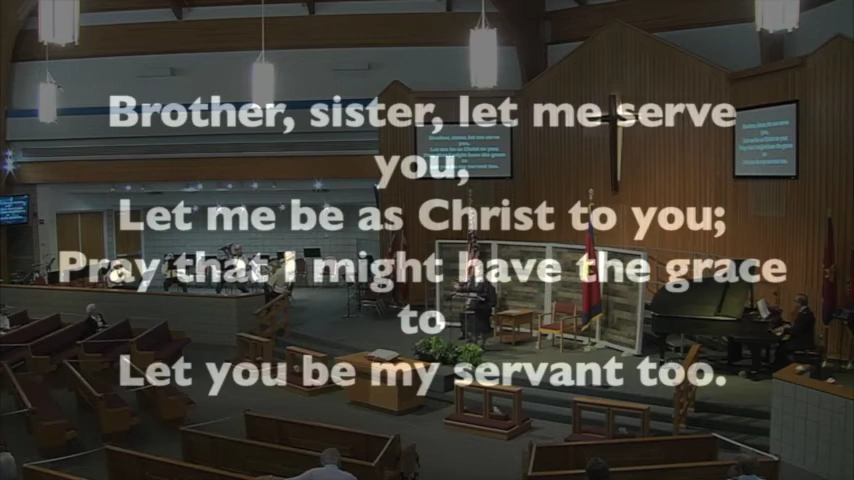 Brother, sister, let me serve
you,
Let me be as Christ to you;
Pray that I might have the grace
to
Let you be my servant too.